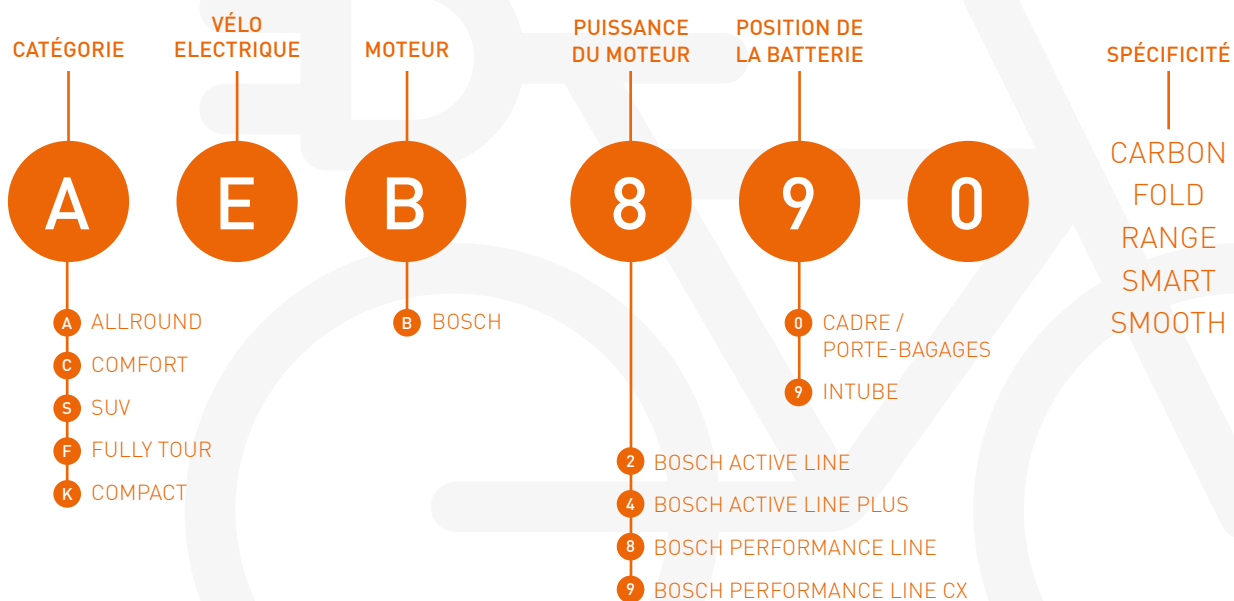 CATÉGORIE
VÉLO
ELECTRIQUE
MOTEUR
PUISSANCE
DU MOTEUR
POSITION DE
LA BATTERIE
SPÉCIFICITÉ
A
E
B
8
9
0
CARBON
FOLD
RANGE
SMART
SMOOTH
A ALLROUND
C COMFORT
S SUV
F FULLY TOUR
K COMPACT
B BOSCH
0 CADRE /
PORTE-BAGAGES
9 INTUBE
2 BOSCH ACTIVE LINE
4 BOSCH ACTIVE LINE PLUS
8 BOSCH PERFORMANCE LINE
9 BOSCH PERFORMANCE LINE CX